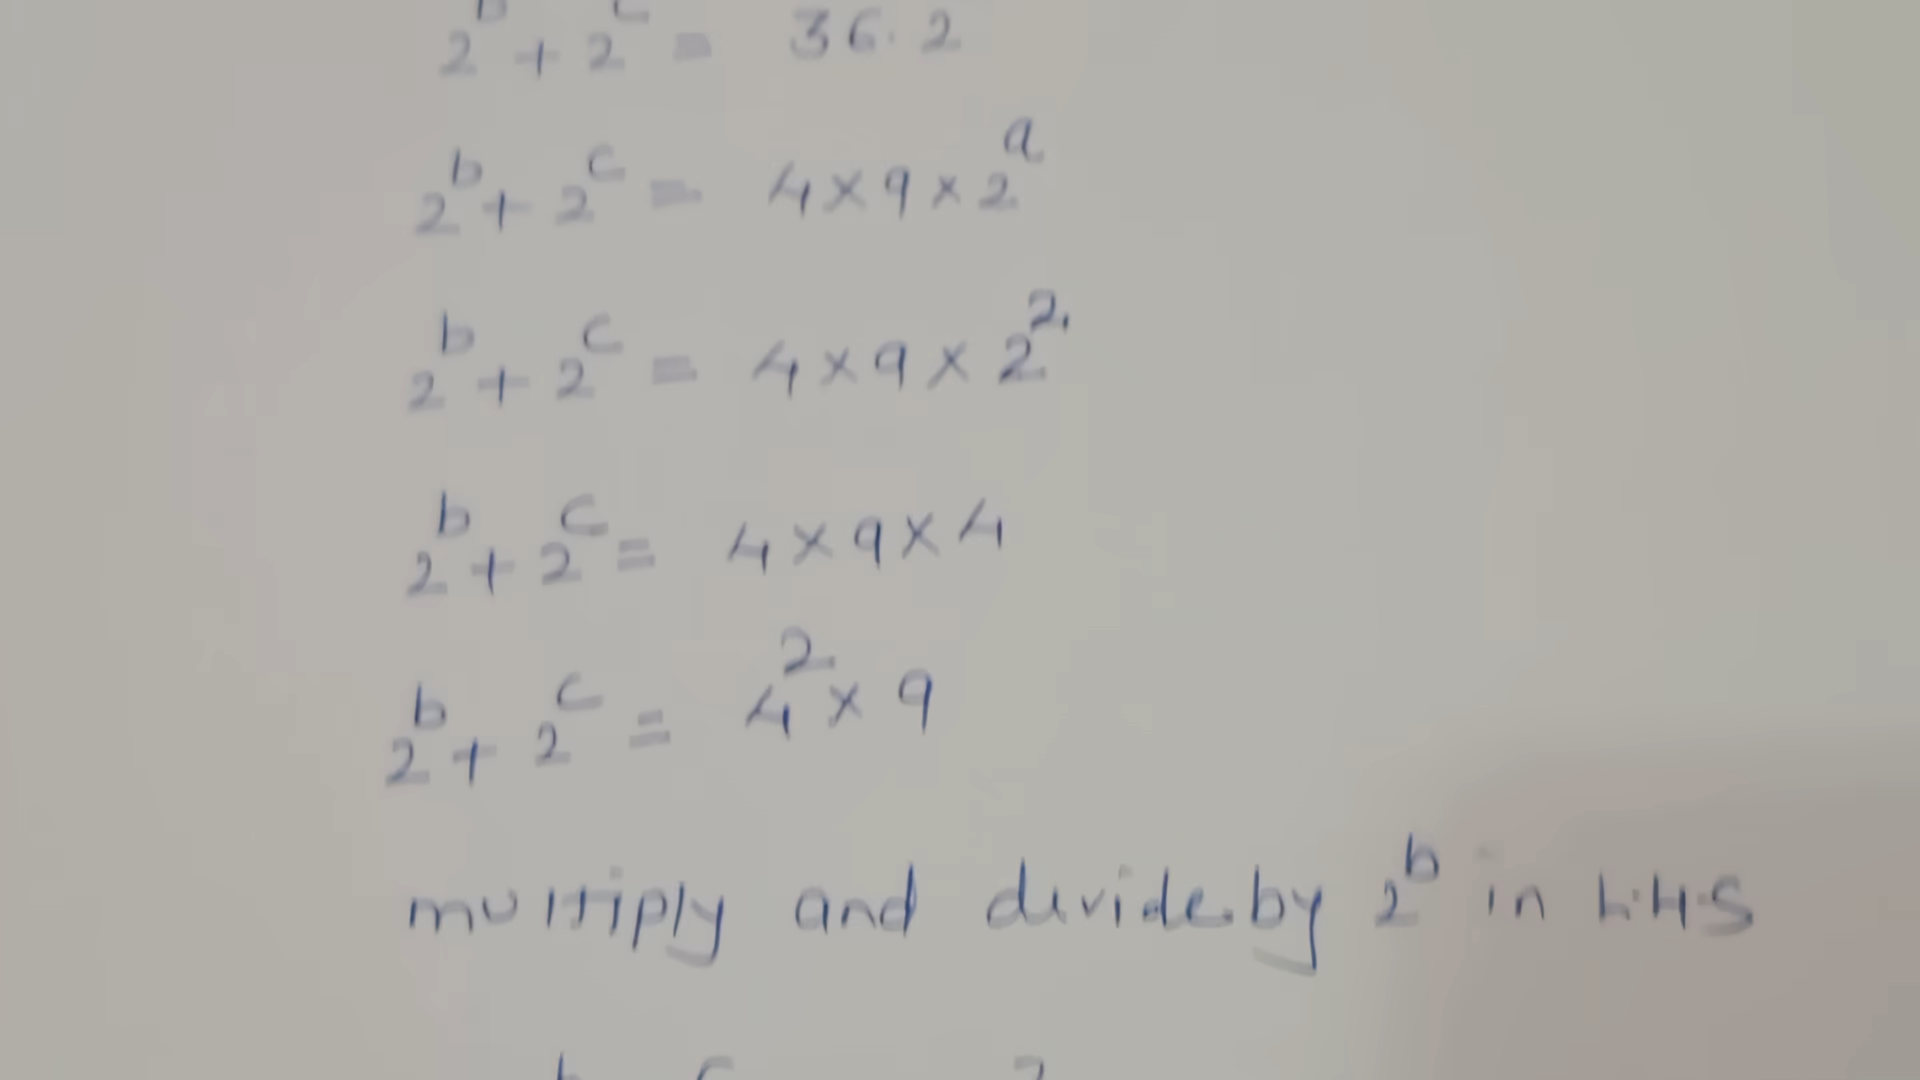 2^b + 2^c = 36.2
2^b + 2^c = 4×9×2^a
2^b + 2^c = 4×9×2^2
2^b + 2^c = 4×9×4
2^b + 2^c = 4^2×9
multiply and divide by 2^b in L.H.S